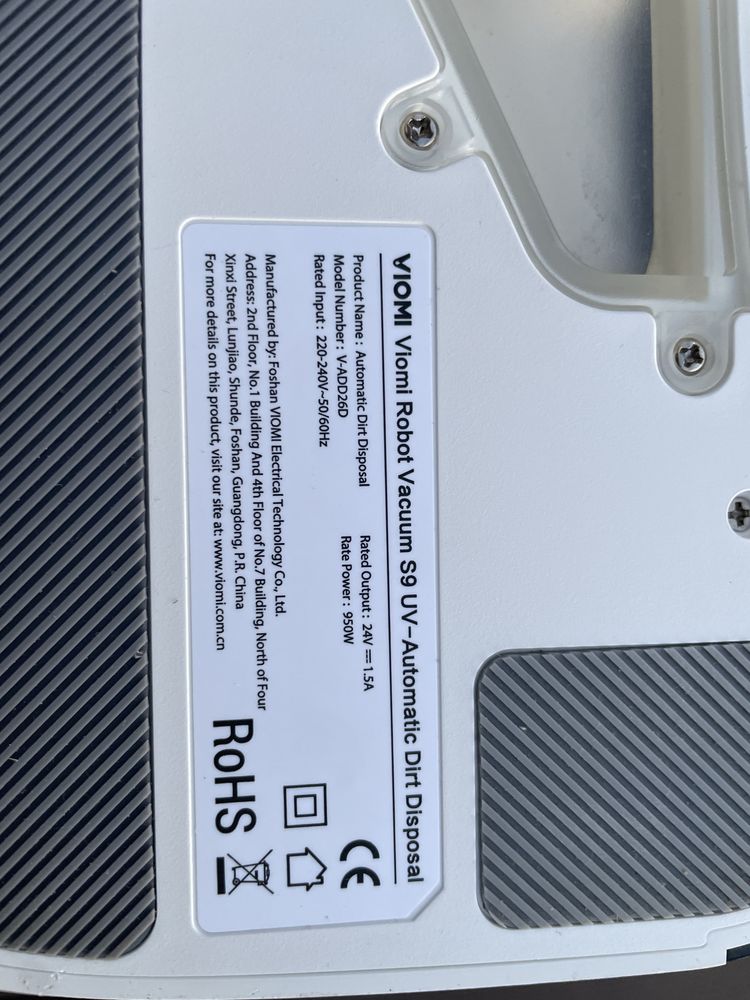 VIOMI Viomi Robot Vacuum S9 UV-Automatic Dirt Disposal
Product Name : Automatic Dirt Disposal
Rated Output : 24V ⎓ 1.5A
Model Number : V-ADD26D
Rate Power : 950W
Rated Input : 220-240V~50/60Hz
Manufactured by: Foshan VIOMI Electrical Technology Co., Ltd.
Address: 2nd Floor, No.1 Building And 4th Floor of No.7 Building, North of Four
Xinxi Street, Lunjiao, Shunde, Foshan, Guangdong, P.R. China
For more details on this product, visit our site at: www.viomi.com.cn
CE
RoHS